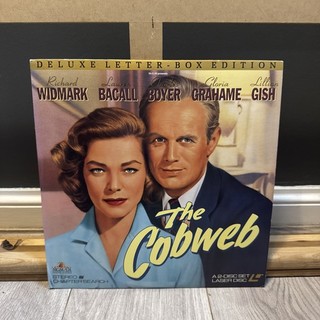 DELUXE LETTER-BOX EDITION
Richard WIDMARK
BACALL
BOYER
Gloria GRAHAME
Lillian GISH
The
Cobweb
STEREO
CHAPTER SEARCH
A 2-DISC SET
LASER DISC